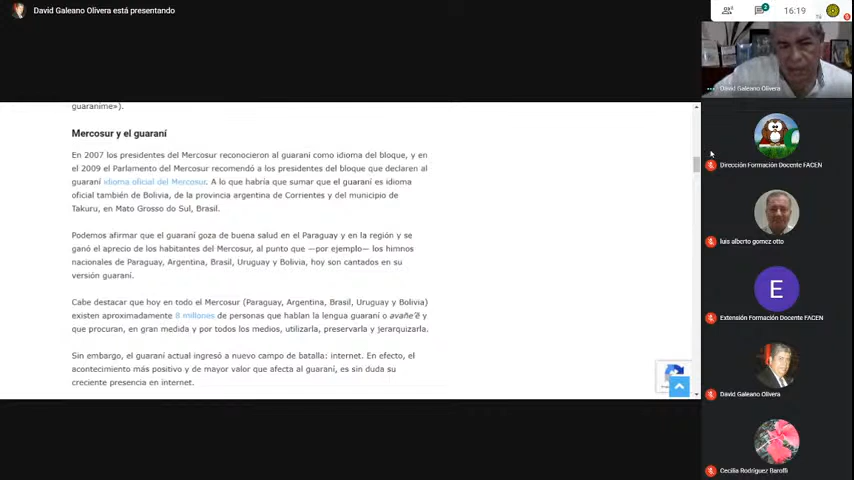 David Galeano Olivera está presentando
2
16:19
guaraníme»).
Mercosur y el guaraní
En 2007 los presidentes del Mercosur reconocieron al guaraní como idioma del bloque, y en
el 2009 el Parlamento del Mercosur recomendó a los presidentes del bloque que declaren al
guaraní idioma oficial del Mercosur. A lo que habría que sumar que el guaraní es idioma
oficial también de Bolivia, de la provincia argentina de Corrientes y del municipio de
Takuru, en Mato Grosso do Sul, Brasil.
Podemos afirmar que el guaraní goza de buena salud en el Paraguay y en la región y se
ganó el aprecio de los habitantes del Mercosur, al punto que —por ejemplo— los himnos
nacionales de Paraguay, Argentina, Brasil, Uruguay y Bolivia, hoy son cantados en su
versión guaraní.
Cabe destacar que hoy en todo el Mercosur (Paraguay, Argentina, Brasil, Uruguay y Bolivia)
existen aproximadamente 8 millones de personas que hablan la lengua guaraní o avañe'ẽ y
que procuran, en gran medida y por todos los medios, utilizarla, preservarla y jerarquizarla.
Sin embargo, el guaraní actual ingresó a nuevo campo de batalla: internet. En efecto, el
acontecimiento más positivo y de mayor valor que afecta al guaraní, es sin duda su
creciente presencia en internet.
David Galeano Olivera
Dirección Formación Docente FACEN
luis alberto gomez otto
E
Extensión Formación Docente FACEN
David Galeano Olivera
Cecilia Rodriguez Baroffi